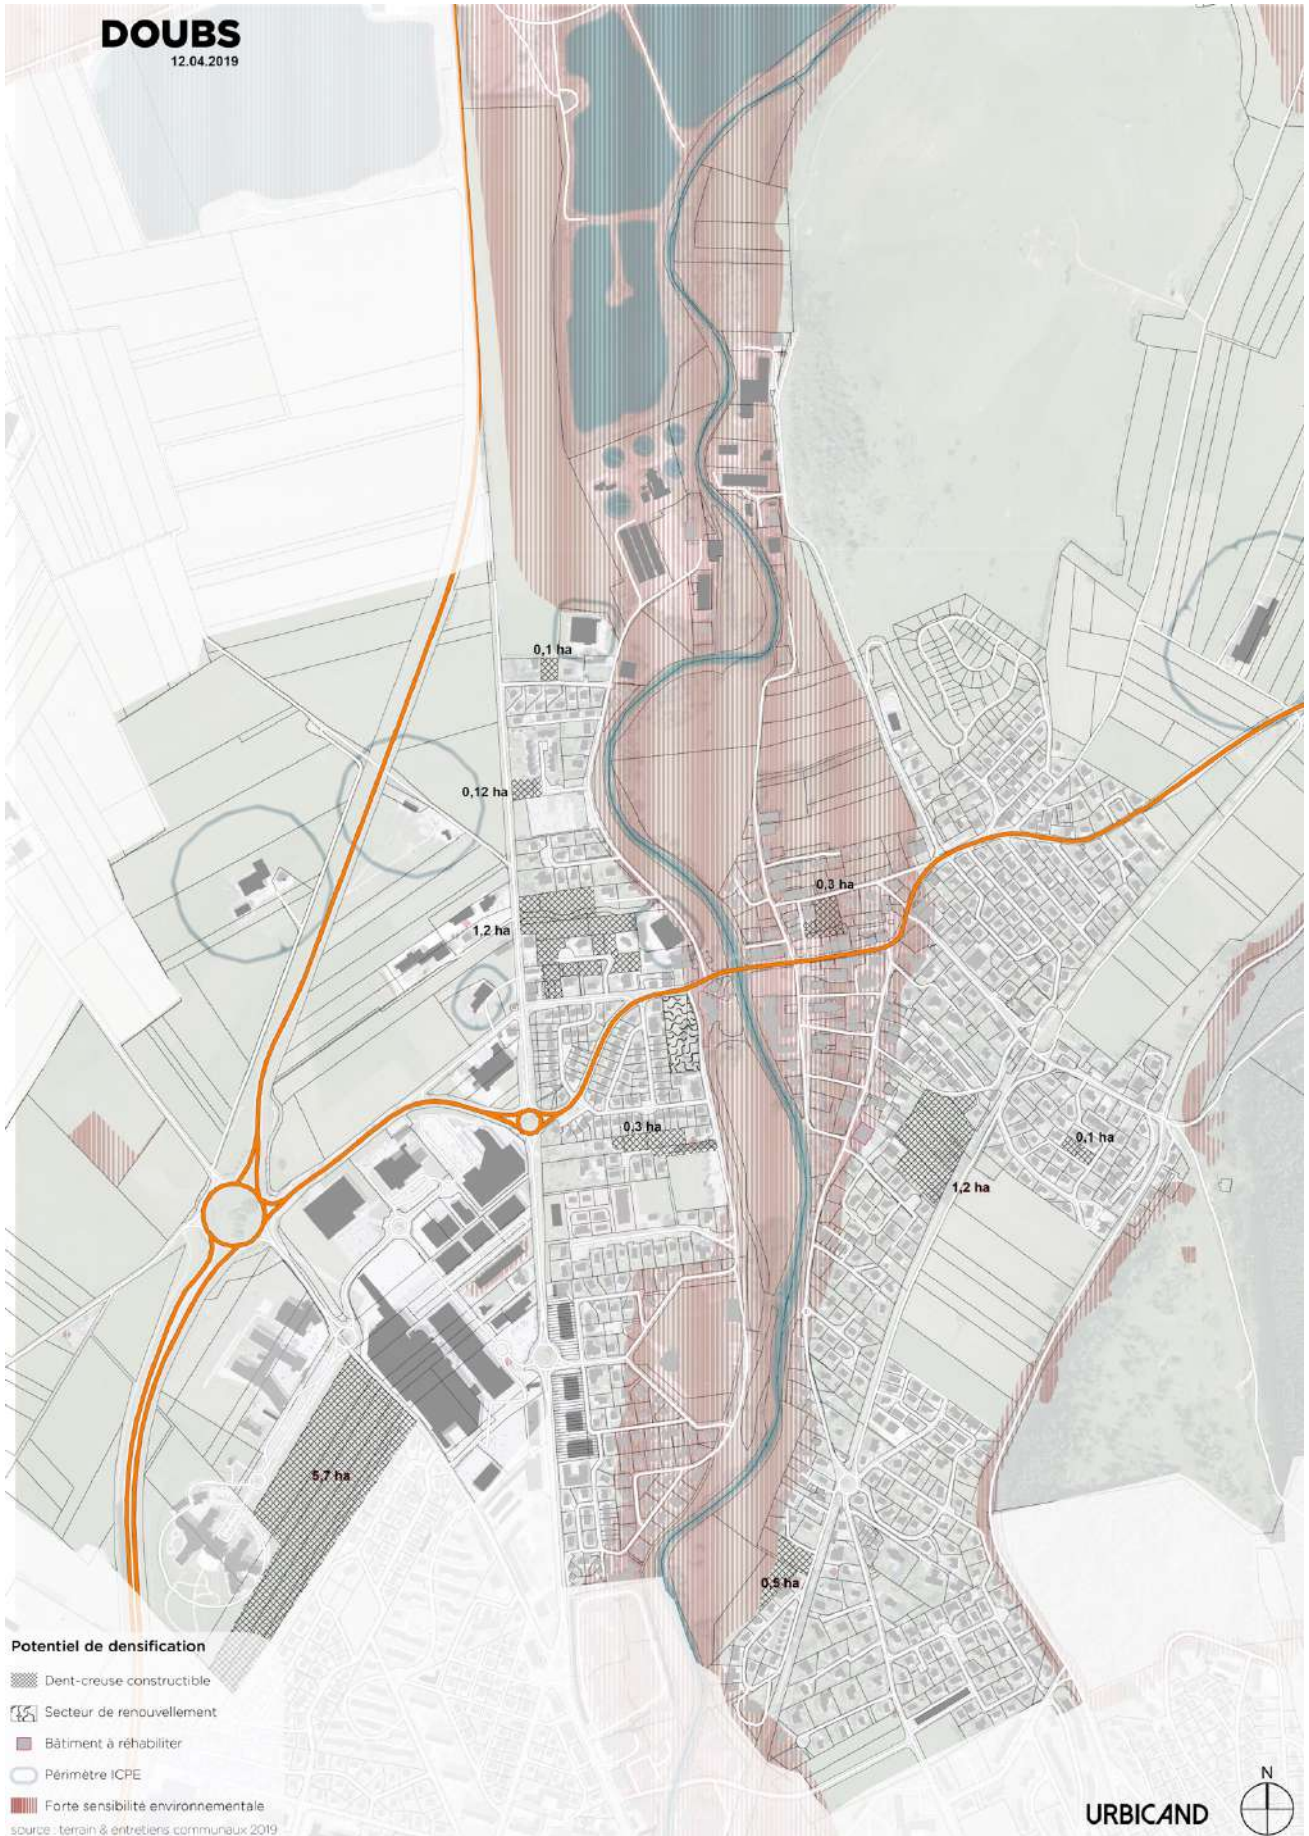 DOUBS
12.04.2019
0,1 ha
0,12 ha
0,3 ha
1,2 ha
0,3 ha
0,1 ha
1,2 ha
5,7 ha
0,5 ha
Potentiel de densification
Dent-creuse constructible
Secteur de renouvellement
Bâtiment à réhabiliter
Périmètre ICPE
Forte sensibilité environnementale
source : terrain & entretiens communaux 2019
URBICAND
N